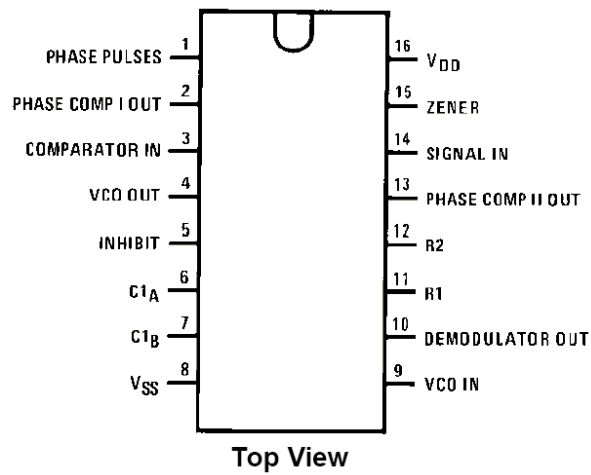 PHASE PULSES 1
PHASE COMP I OUT 2
COMPARATOR IN 3
VCO OUT 4
INHIBIT 5
C1A 6
C1B 7
VSS 8
16 VDD
15 ZENER
14 SIGNAL IN
13 PHASE COMP II OUT
12 R2
11 R1
10 DEMODULATOR OUT
9 VCO IN
Top View